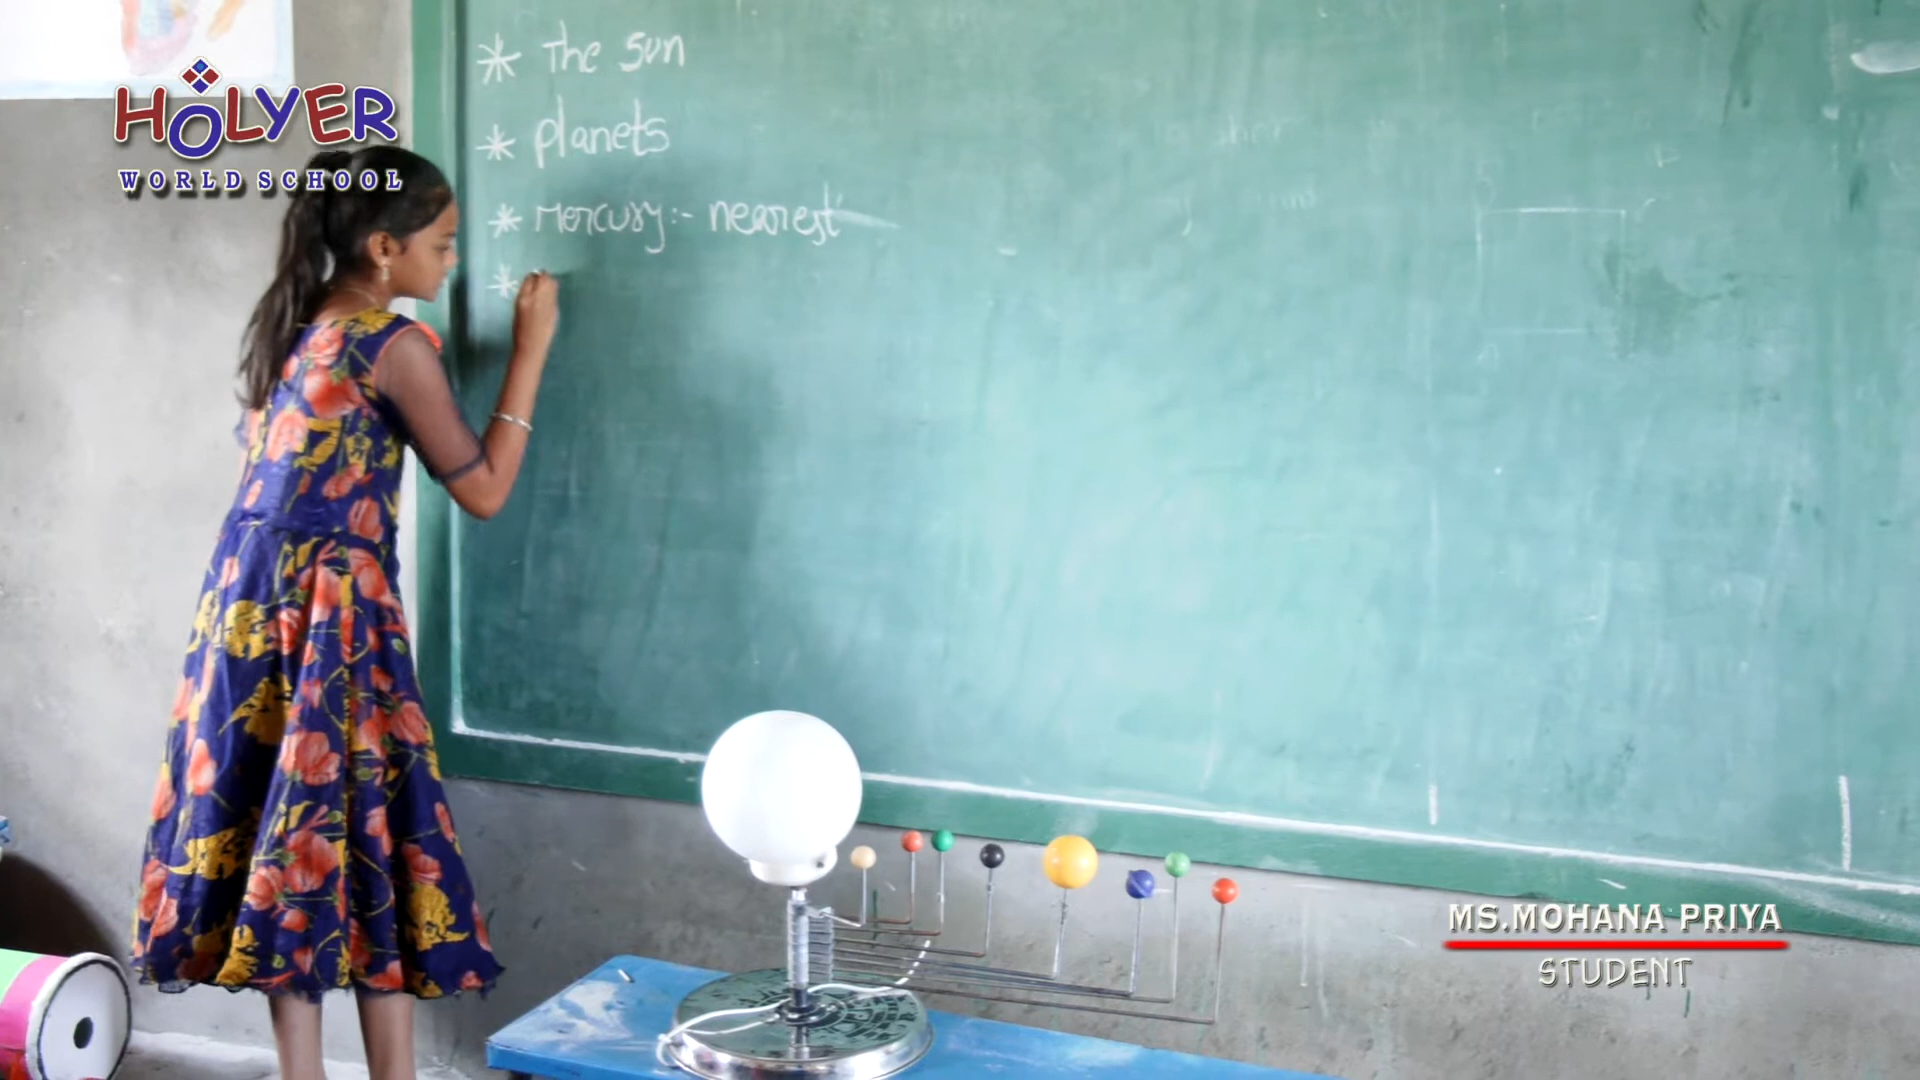 * The Sun
* planets
* Mercury:- nearest
*
HOLYER
WORLD SCHOOL
MS.MOHANA PRIYA
STUDENT